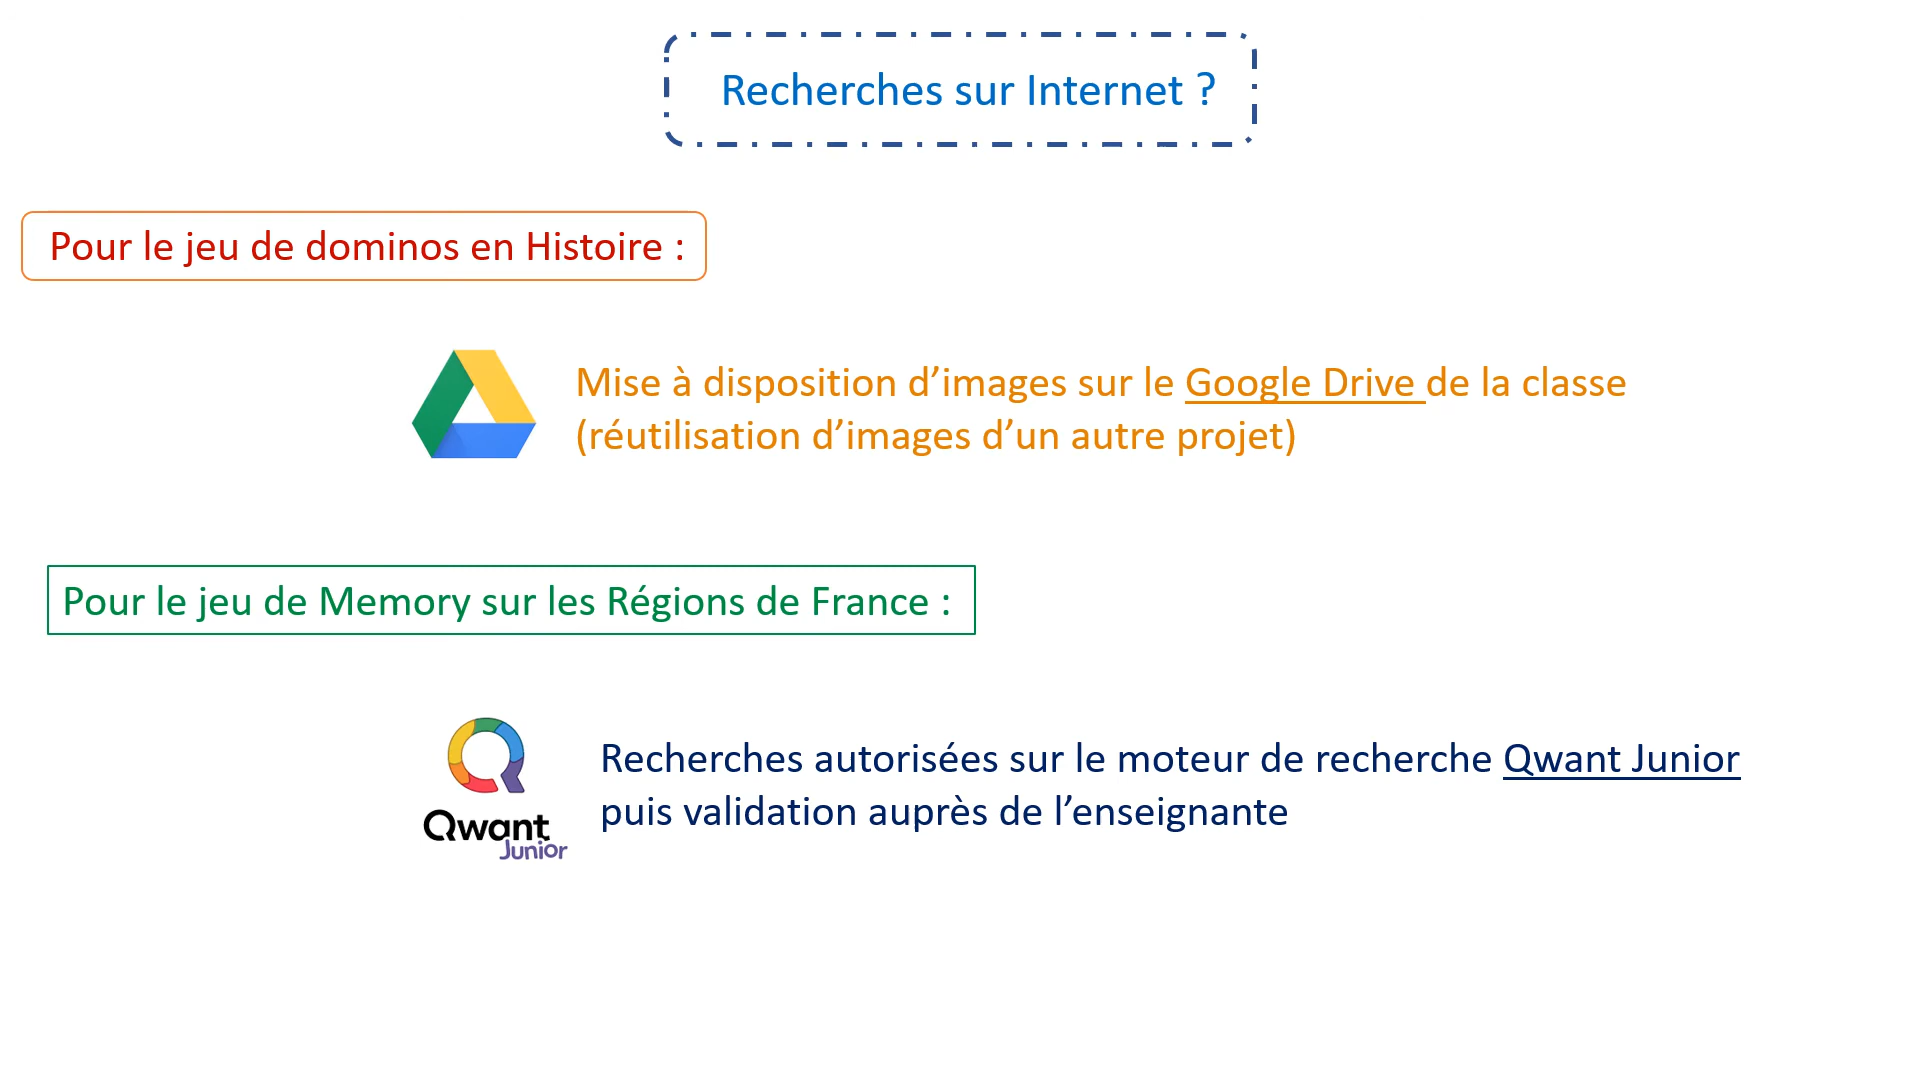 Recherches sur Internet ?
Pour le jeu de dominos en Histoire :
Mise à disposition d’images sur le Google Drive de la classe
(réutilisation d’images d’un autre projet)
Pour le jeu de Memory sur les Régions de France :
Recherches autorisées sur le moteur de recherche Qwant Junior
puis validation auprès de l’enseignante
Qwant
Junior